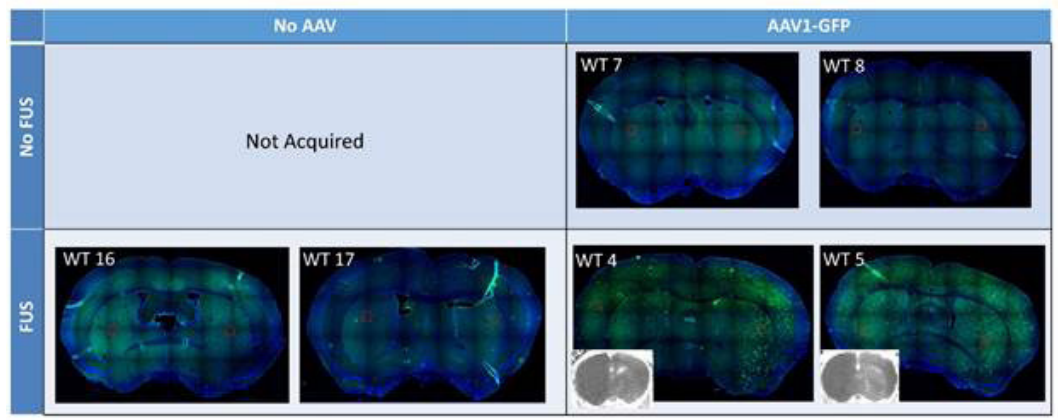 No AAV
AAV1-GFP
No FUS
Not Acquired
WT 7
WT 8
FUS
WT 16
WT 17
WT 4
WT 5